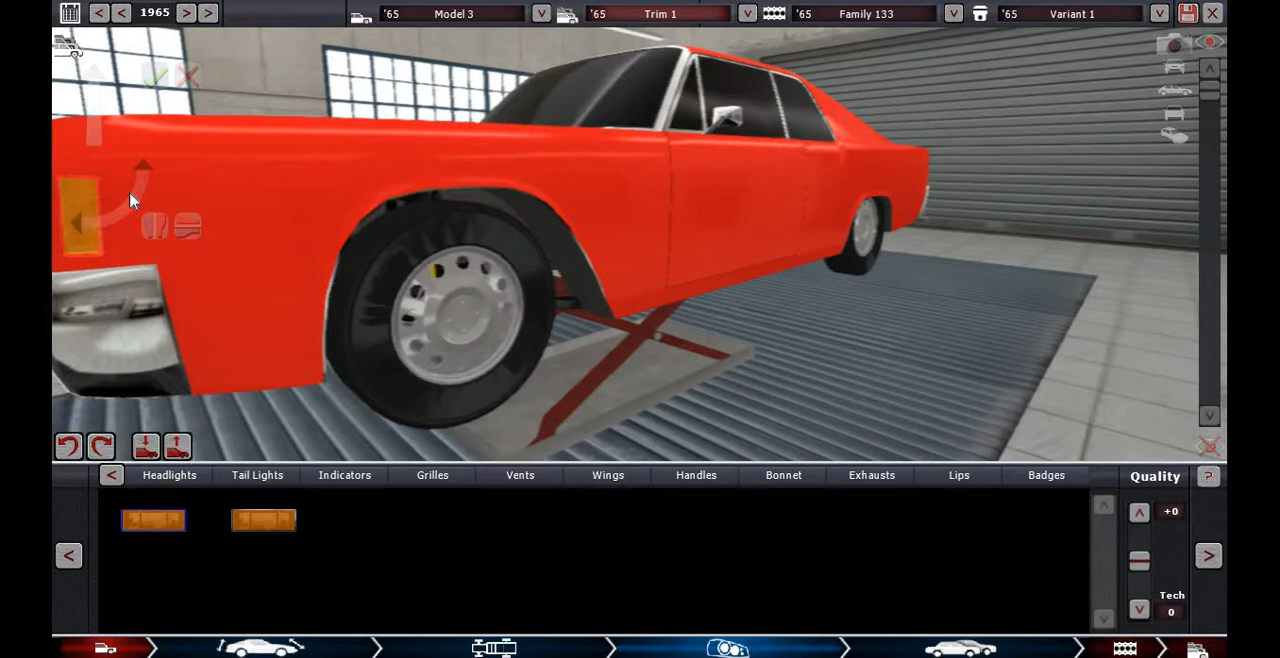 1965 '65 Model 3 '65 Trim 1 '65 Family 133 '65 Variant 1
Headlights Tail Lights Indicators Grilles Vents Wings Handles Bonnet Exhausts Lips Badges Quality ?
+0
Tech
0